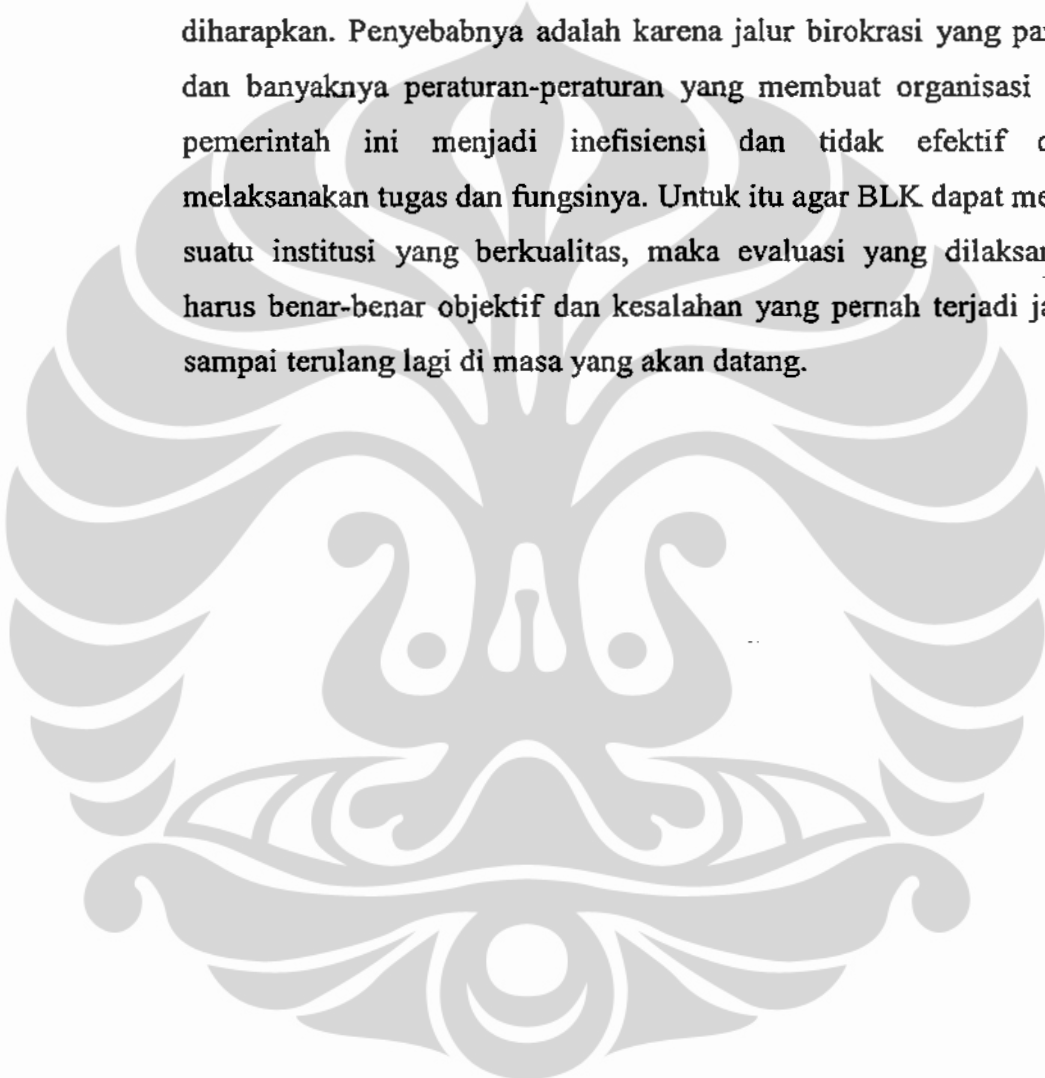 diharapkan. Penyebabnya adalah karena jalur birokrasi yang
dan banyaknya peraturan-peraturan yang membuat organisasi
pemerintah ini menjadi inefisiensi dan tidak efektif
melaksanakan tugas dan fungsinya. Untuk itu agar BLK dapat
suatu institusi yang berkualitas, maka evaluasi yang
harus benar-benar objektif dan kesalahan yang pernah terjadi
sampai terulang lagi di masa yang akan datang.